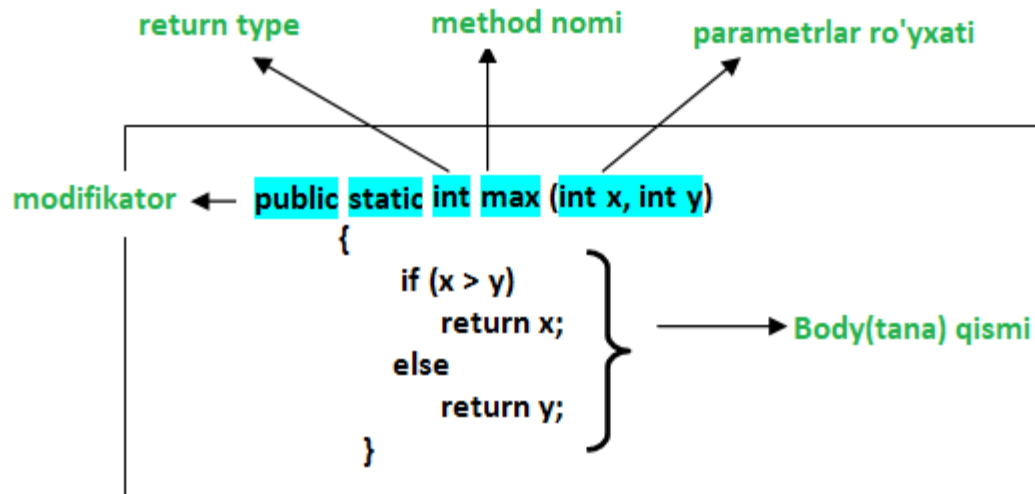 return type
method nomi
parametrlar ro'yxati
modifikator
public static int max (int x, int y)
{
if (x > y)
return x;
else
return y;
}
Body(tana) qismi